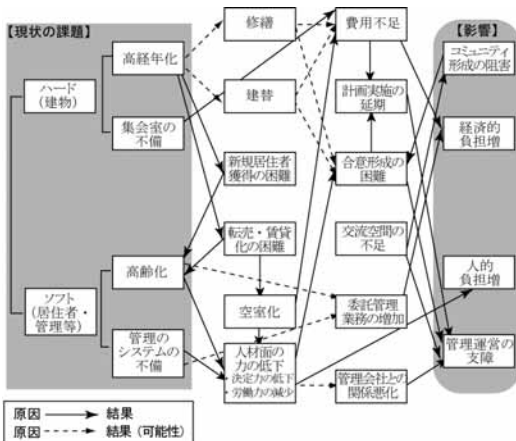 【現状の課題】
ハード
(建物)
ソフト
(居住者・
管理等)
高経年化
集会室の
不備
高齢化
管理の
システムの
不備
修繕
建替
新規居住者
獲得の困難
転売・賃貸
化の困難
空室化
人材面の
力の低下
・決定力の低下
・労働力の減少
費用不足
計画実施の
延期
合意形成の
困難
交流空間の
不足
委託管理
業務の増加
管理会社との
関係悪化
【影響】
コミュニティ
形成の阻害
経済的
負担増
人的
負担増
管理運営の
支障
原因 結果
原因 結果(可能性)